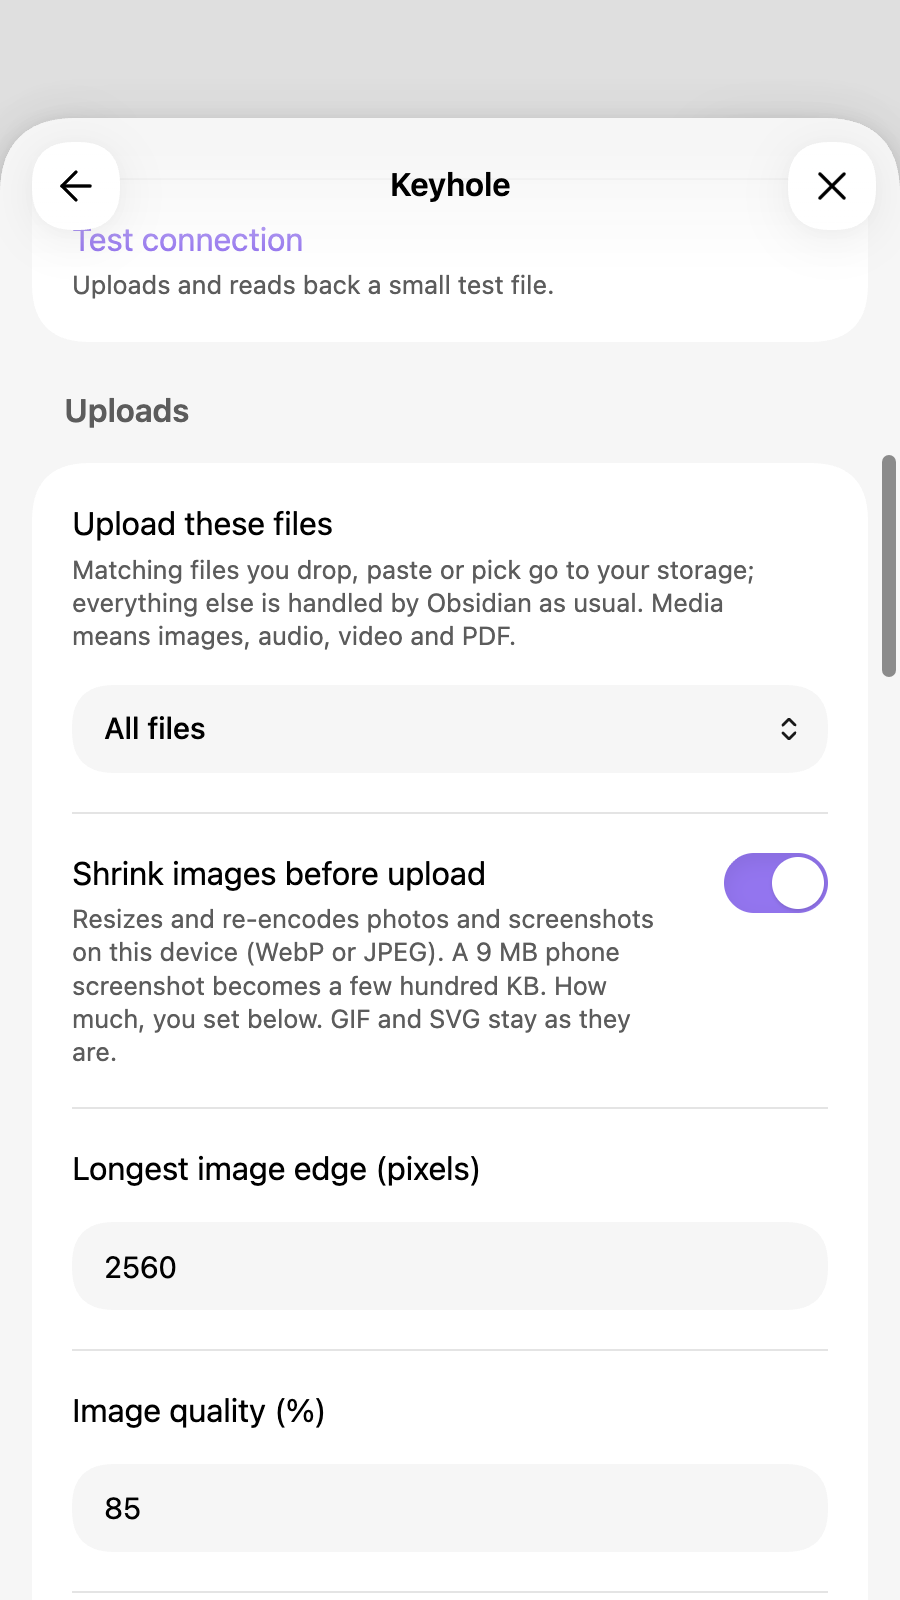 Keyhole
Test connection
Uploads and reads back a small test file.
Uploads
Upload these files
Matching files you drop, paste or pick go to your storage;
everything else is handled by Obsidian as usual. Media
means images, audio, video and PDF.
All files
Shrink images before upload
Resizes and re-encodes photos and screenshots
on this device (WebP or JPEG). A 9 MB phone
screenshot becomes a few hundred KB. How
much, you set below. GIF and SVG stay as they
are.
Longest image edge (pixels)
2560
Image quality (%)
85